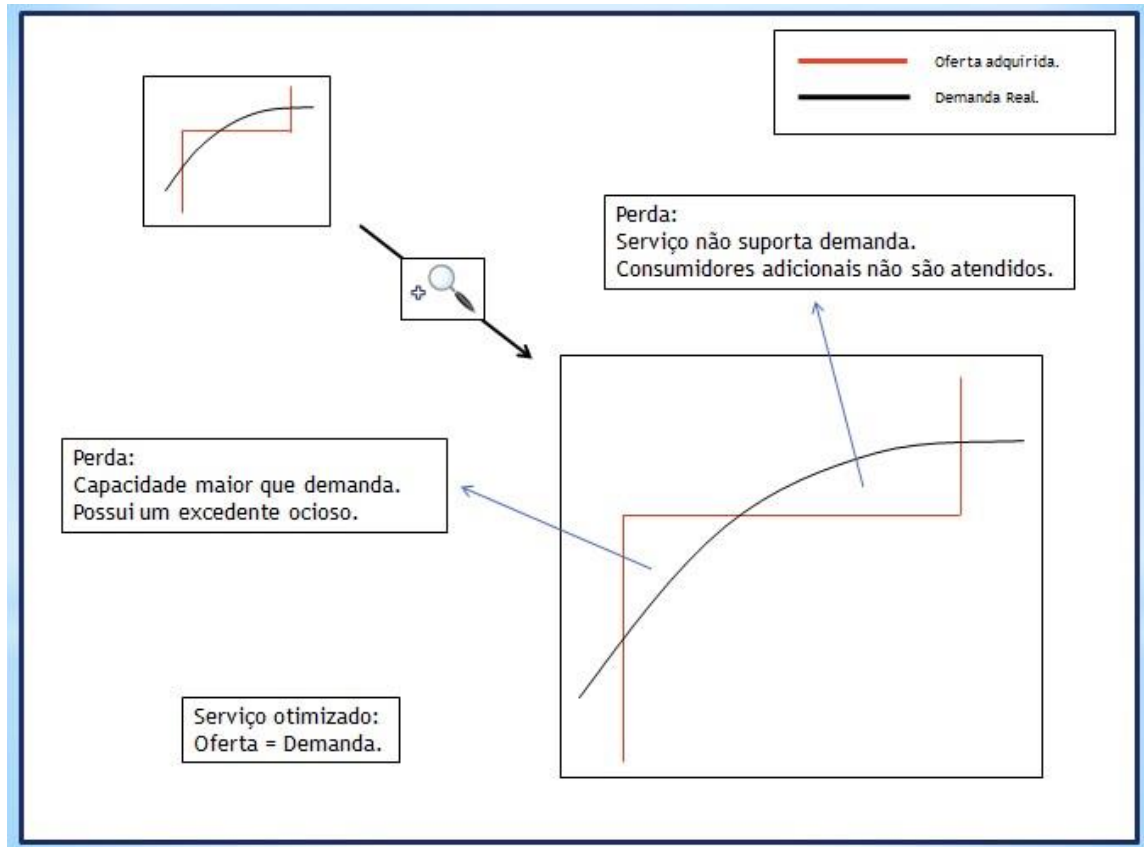 Oferta adquirida.
Demanda Real.
Perda:
Serviço não suporta demanda.
Consumidores adicionais não são atendidos.
Perda:
Capacidade maior que demanda.
Possui um excedente ocioso.
Serviço otimizado:
Oferta = Demanda.